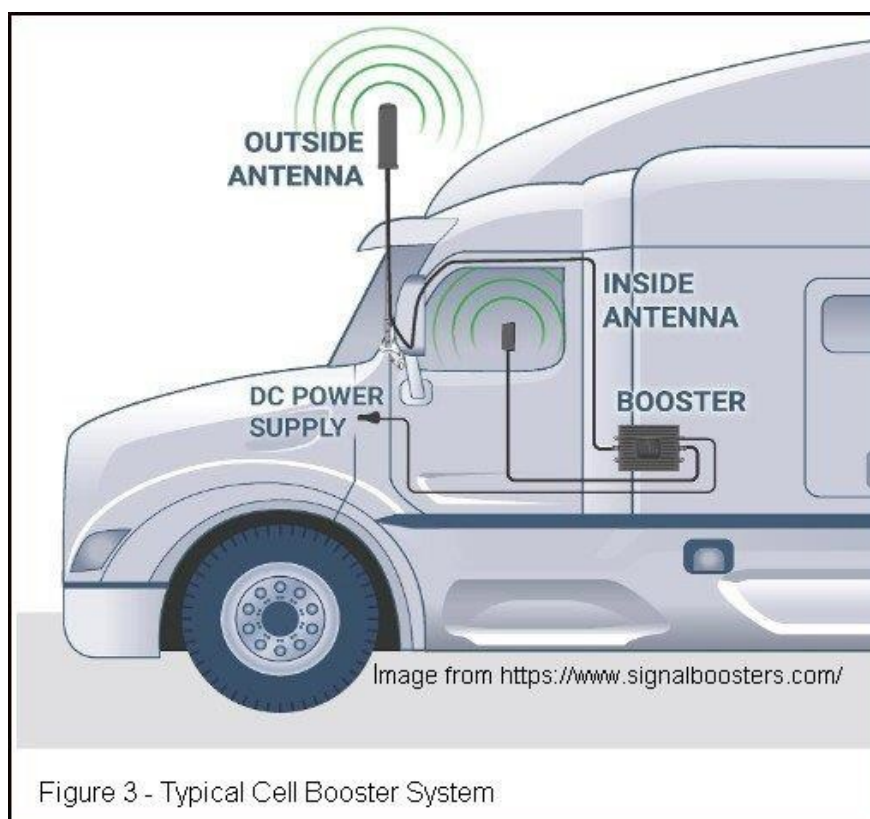 OUTSIDE
ANTENNA
INSIDE
ANTENNA
DC POWER
SUPPLY
BOOSTER
Image from https://www.signalboosters.com/
Figure 3 - Typical Cell Booster System